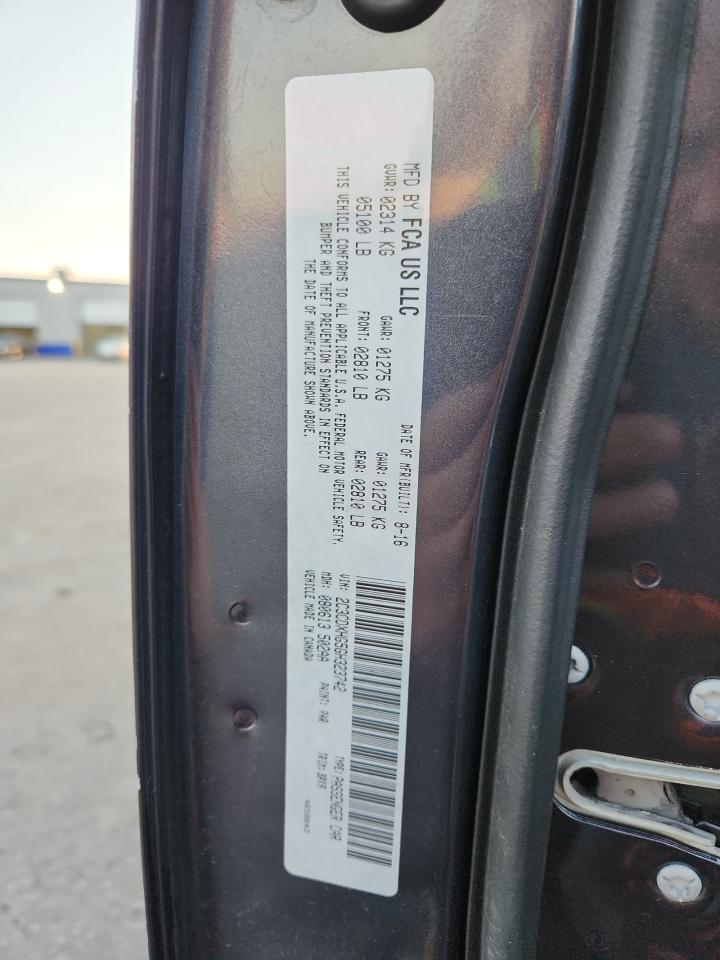 MFD BY FCA US LLC
DATE OF MFR(BUILT): 8-16
GVWR: 02314 KG GAWR: 01275 KG GAWR: 01275 KG
05100 LB FRONT: 02810 LB REAR: 02810 LB
THIS VEHICLE CONFORMS TO ALL APPLICABLE U.S.A. FEDERAL MOTOR VEHICLE SAFETY,
BUMPER AND THEFT PREVENTION STANDARDS IN EFFECT ON
THE DATE OF MANUFACTURE SHOWN ABOVE.
VIN: 2C3CDXHG5GH323742 TYPE: PASSENGER CAR
MDH: 080613 502AA PAINT: PAR TRIM:
VEHICLE MADE IN CANADA